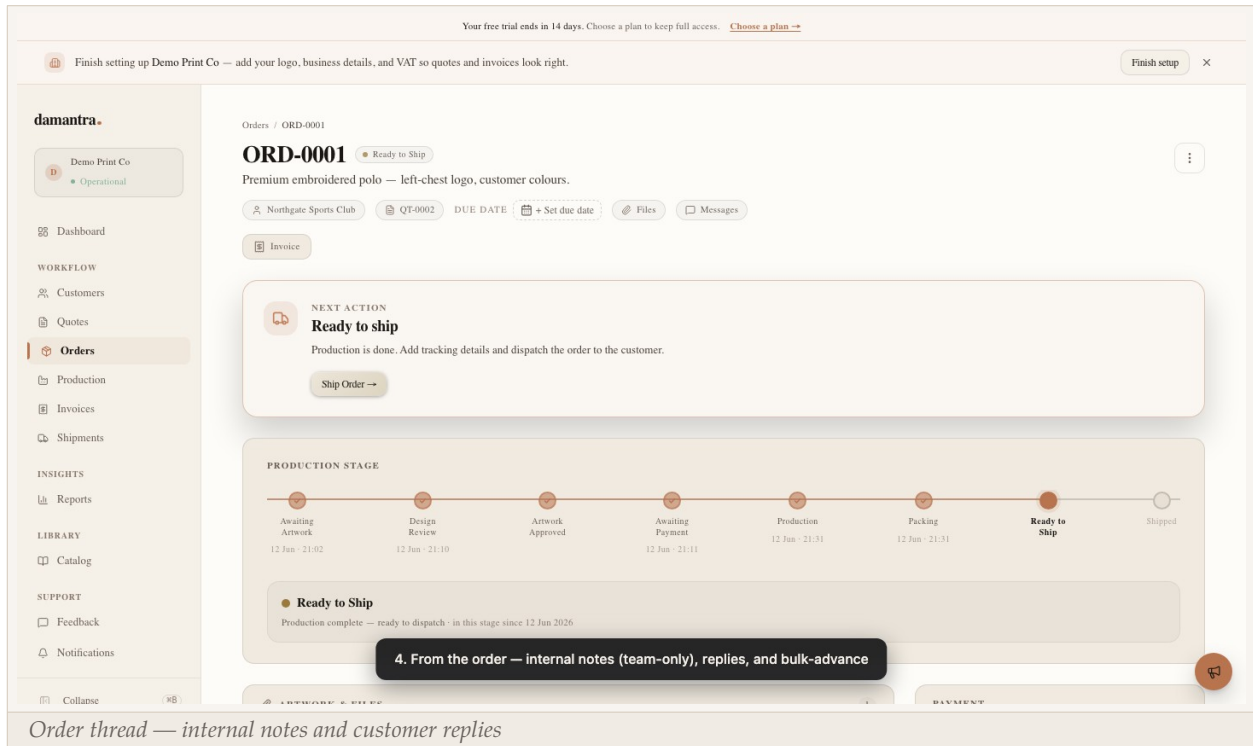 Your free trial ends in 14 days. Choose a plan to keep full access. Choose a plan →
Finish setting up Demo Print Co — add your logo, business details, and VAT so quotes and invoices look right.
Finish setup
damantra.
D
Demo Print Co
Operational
Dashboard
WORKFLOW
Customers
Quotes
Orders
Production
Invoices
Shipments
INSIGHTS
Reports
LIBRARY
Catalog
SUPPORT
Feedback
Notifications
Collapse
⌘B
Orders / ORD-0001
ORD-0001 Ready to Ship
Premium embroidered polo — left-chest logo, customer colours.
Northgate Sports Club QT-0002 DUE DATE + Set due date Files Messages
Invoice
NEXT ACTION
Ready to ship
Production is done. Add tracking details and dispatch the order to the customer.
Ship Order →
PRODUCTION STAGE
Awaiting
Artwork
12 Jun · 21:02
Design
Review
12 Jun · 21:10
Artwork
Approved
Awaiting
Payment
12 Jun · 21:11
Production
12 Jun · 21:31
Packing
12 Jun · 21:31
Ready to
Ship
Shipped
Ready to Ship
Production complete — ready to dispatch · in this stage since 12 Jun 2026
4. From the order — internal notes (team-only), replies, and bulk-advance
ARTWORK & FILES
PAYMENT
Order thread — internal notes and customer replies